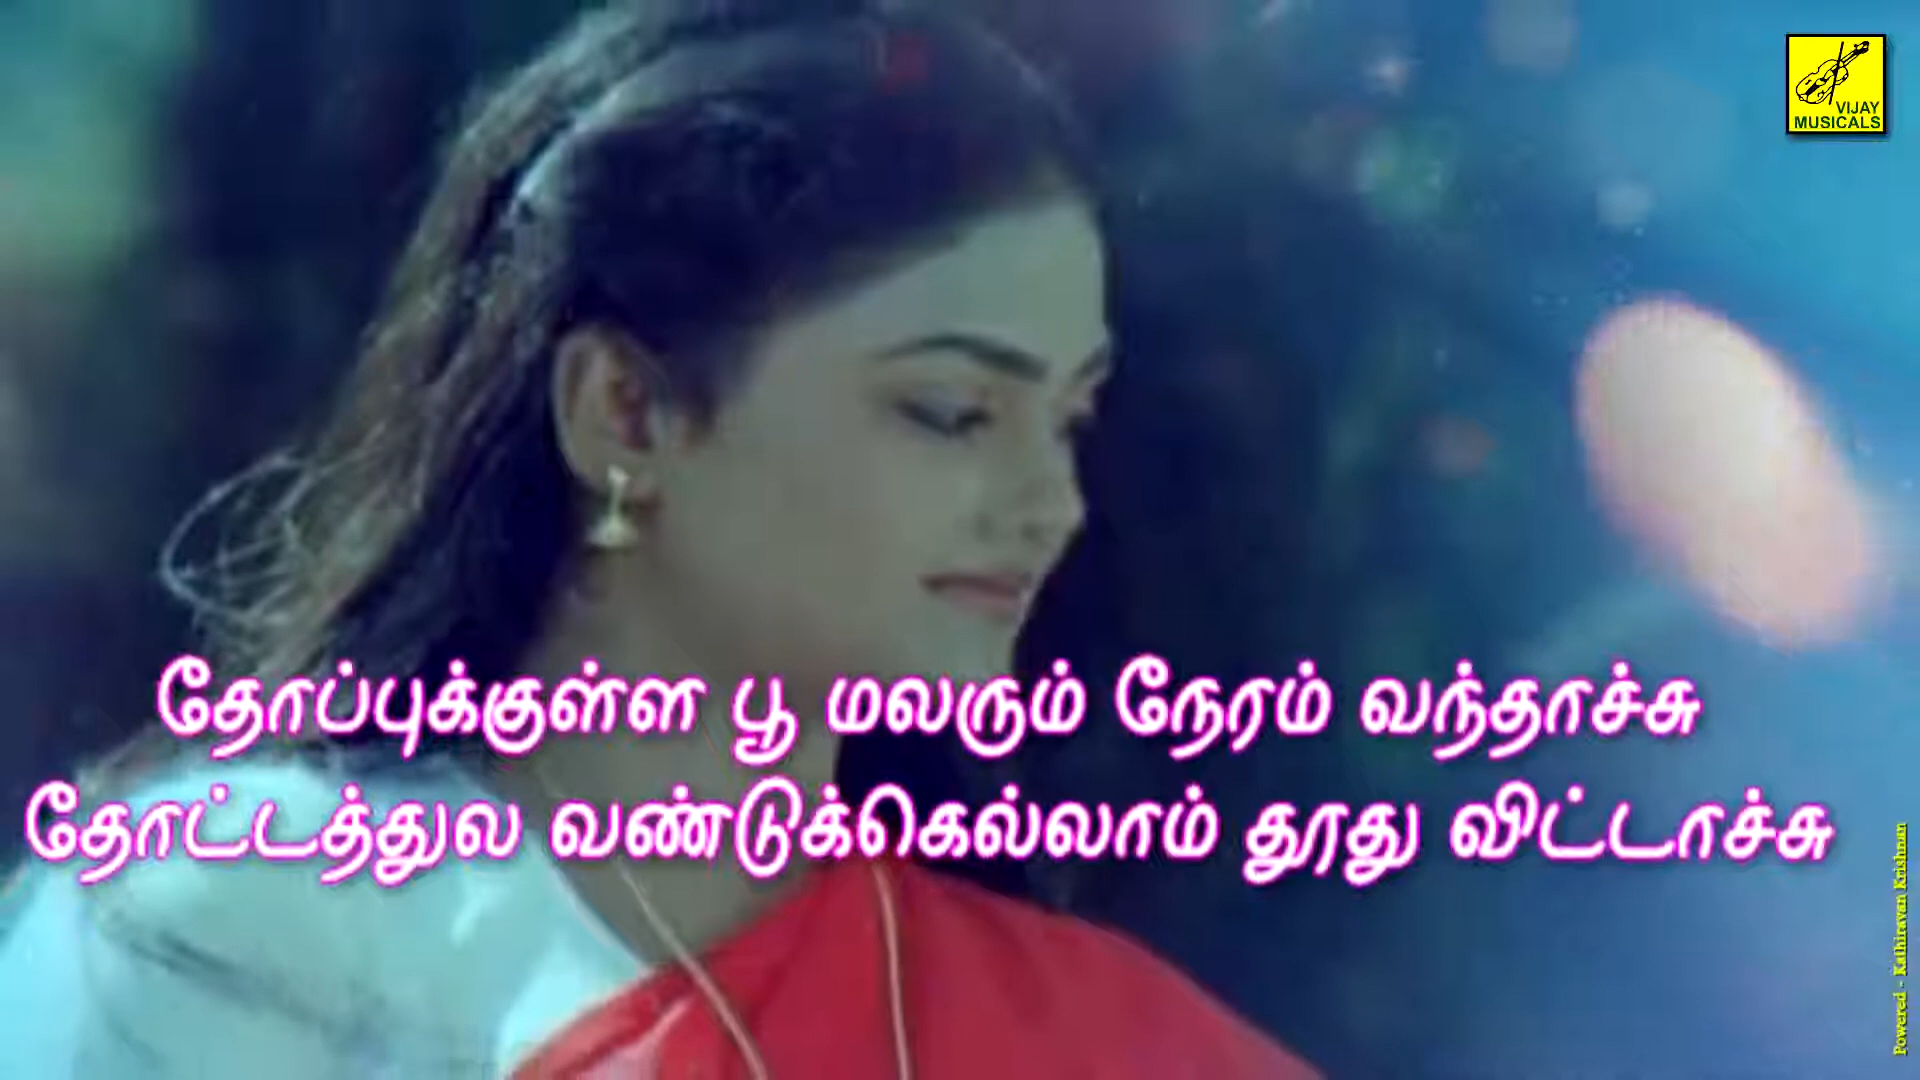 VIJAY
MUSICALS
தோப்புக்குள்ள பூ மலரும் நேரம் வந்தாச்சு
தோட்டத்துல வண்டுக்கெல்லாம் தூது விட்டாச்சு
Powered - Kathiravan Krishnan